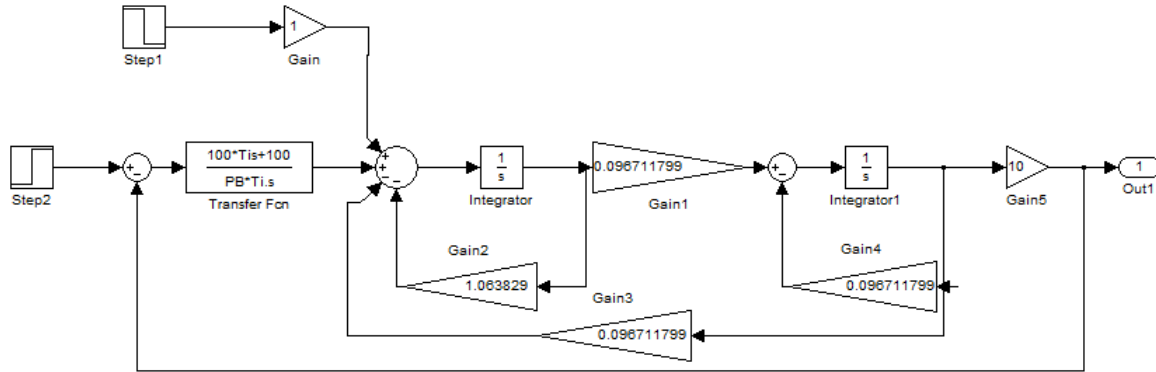 1
Step1
Gain
100*Tis+100
PB*Ti.s
Transfer Fcn
Step2
+
−
+
+
−
−
1
s
Integrator
0.096711799
Gain1
+
−
1
s
Integrator1
10
Gain5
1
Out1
Gain2
1.063829
Gain4
0.096711799
Gain3
0.096711799